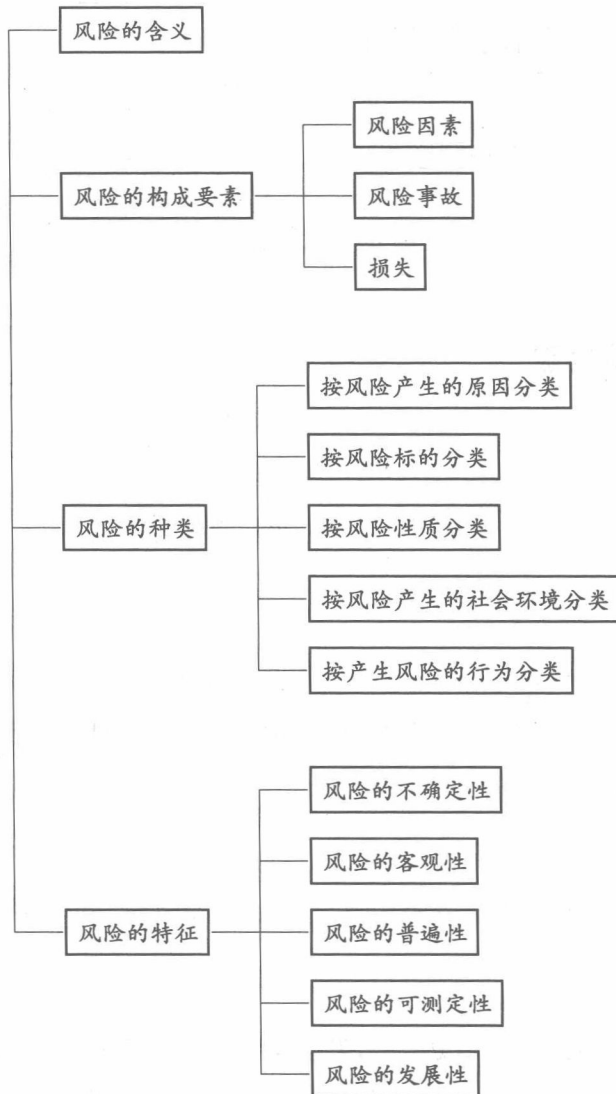 风险的含义
风险的构成要素
风险因素
风险事故
损失
风险的种类
按风险产生的原因分类
按风险标的分类
按风险性质分类
按风险产生的社会环境分类
按产生风险的行为分类
风险的特征
风险的不确定性
风险的客观性
风险的普遍性
风险的可测定性
风险的发展性